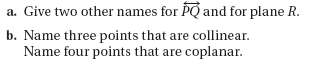 a. Give two other names for \overleftrightarrow{PQ} and for plane R.
b. Name three points that are collinear.
Name four points that are coplanar.